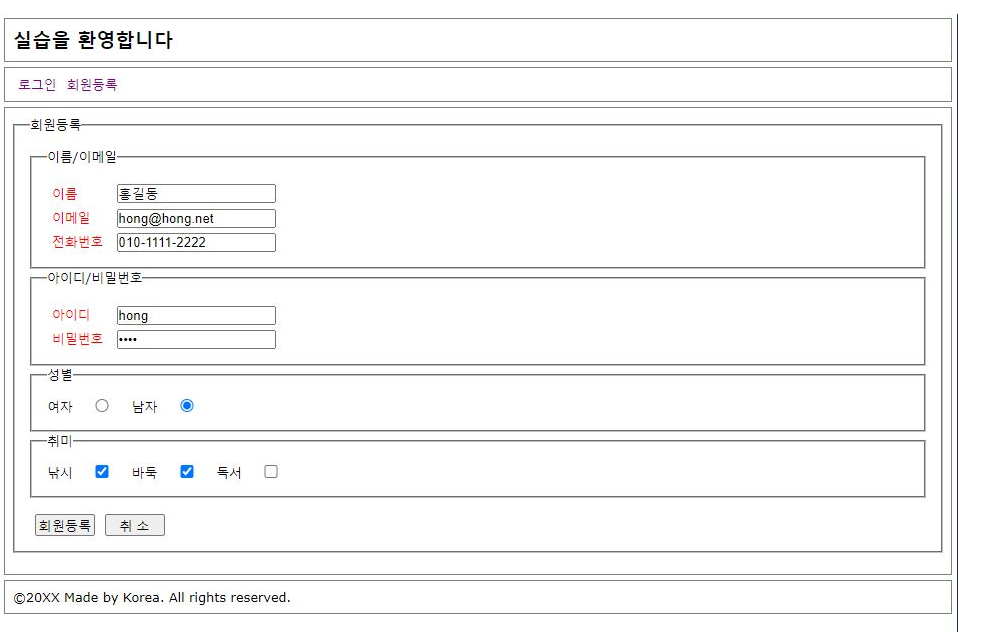 실습을 환영합니다
로그인 회원등록
회원등록
이름/이메일
이름 홍길동
이메일 hong@hong.net
전화번호 010-1111-2222
아이디/비밀번호
아이디 hong
비밀번호 ••••
성별
여자 남자
취미
낚시 바둑 독서
회원등록 취 소
©20XX Made by Korea. All rights reserved.